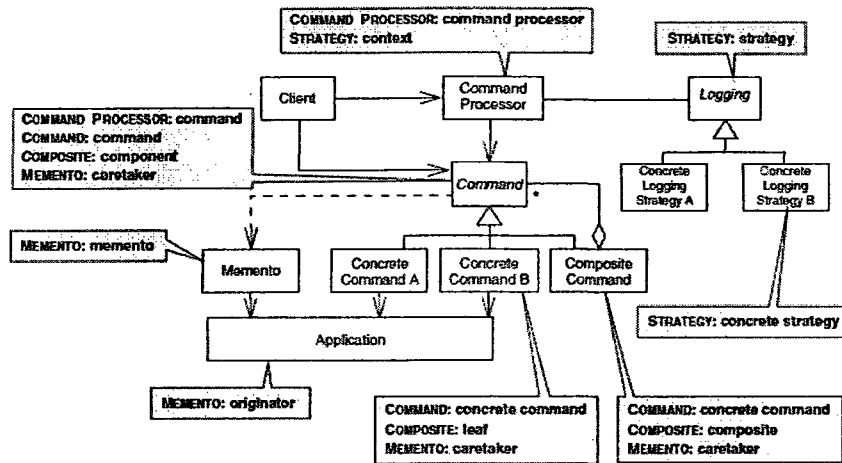 COMMAND PROCESSOR: command processor
STRATEGY: context
STRATEGY: strategy
Client
Command
Processor
Logging
COMMAND PROCESSOR: command
COMMAND: command
COMPOSITE: component
MEMENTO: caretaker
Command
*
Concrete
Logging
Strategy A
Concrete
Logging
Strategy B
MEMENTO: memento
Memento
Concrete
Command A
Concrete
Command B
Composite
Command
Application
STRATEGY: concrete strategy
MEMENTO: originator
COMMAND: concrete command
COMPOSITE: leaf
MEMENTO: caretaker
COMMAND: concrete command
COMPOSITE: composite
MEMENTO: caretaker